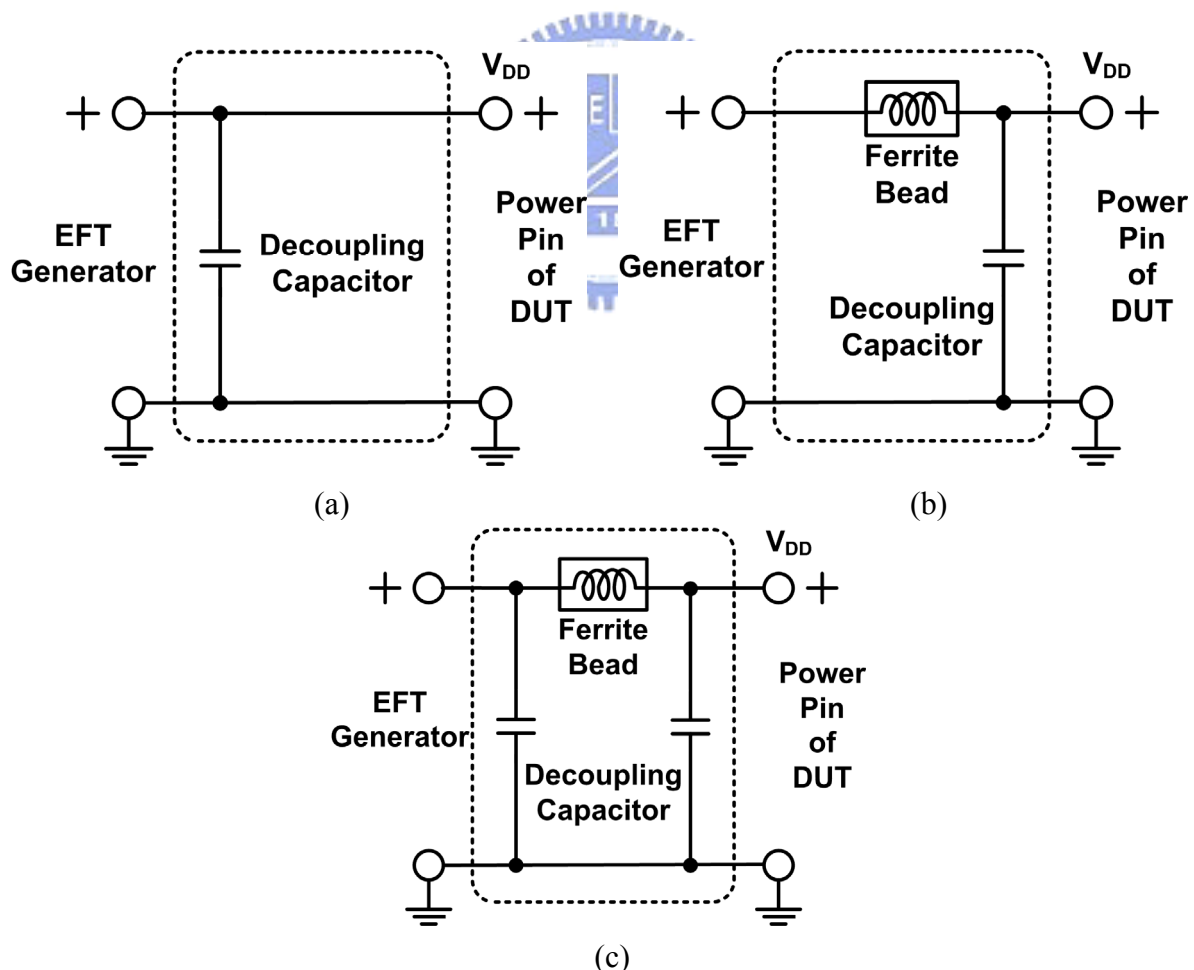 V_DD
+ +
EFT
Generator
Decoupling
Capacitor
Power
Pin
of
DUT
(a)
V_DD
+ +
Ferrite
Bead
EFT
Generator
Decoupling
Capacitor
Power
Pin
of
DUT
(b)
V_DD
+ +
Ferrite
Bead
EFT
Generator
Decoupling
Capacitor
Power
Pin
of
DUT
(c)